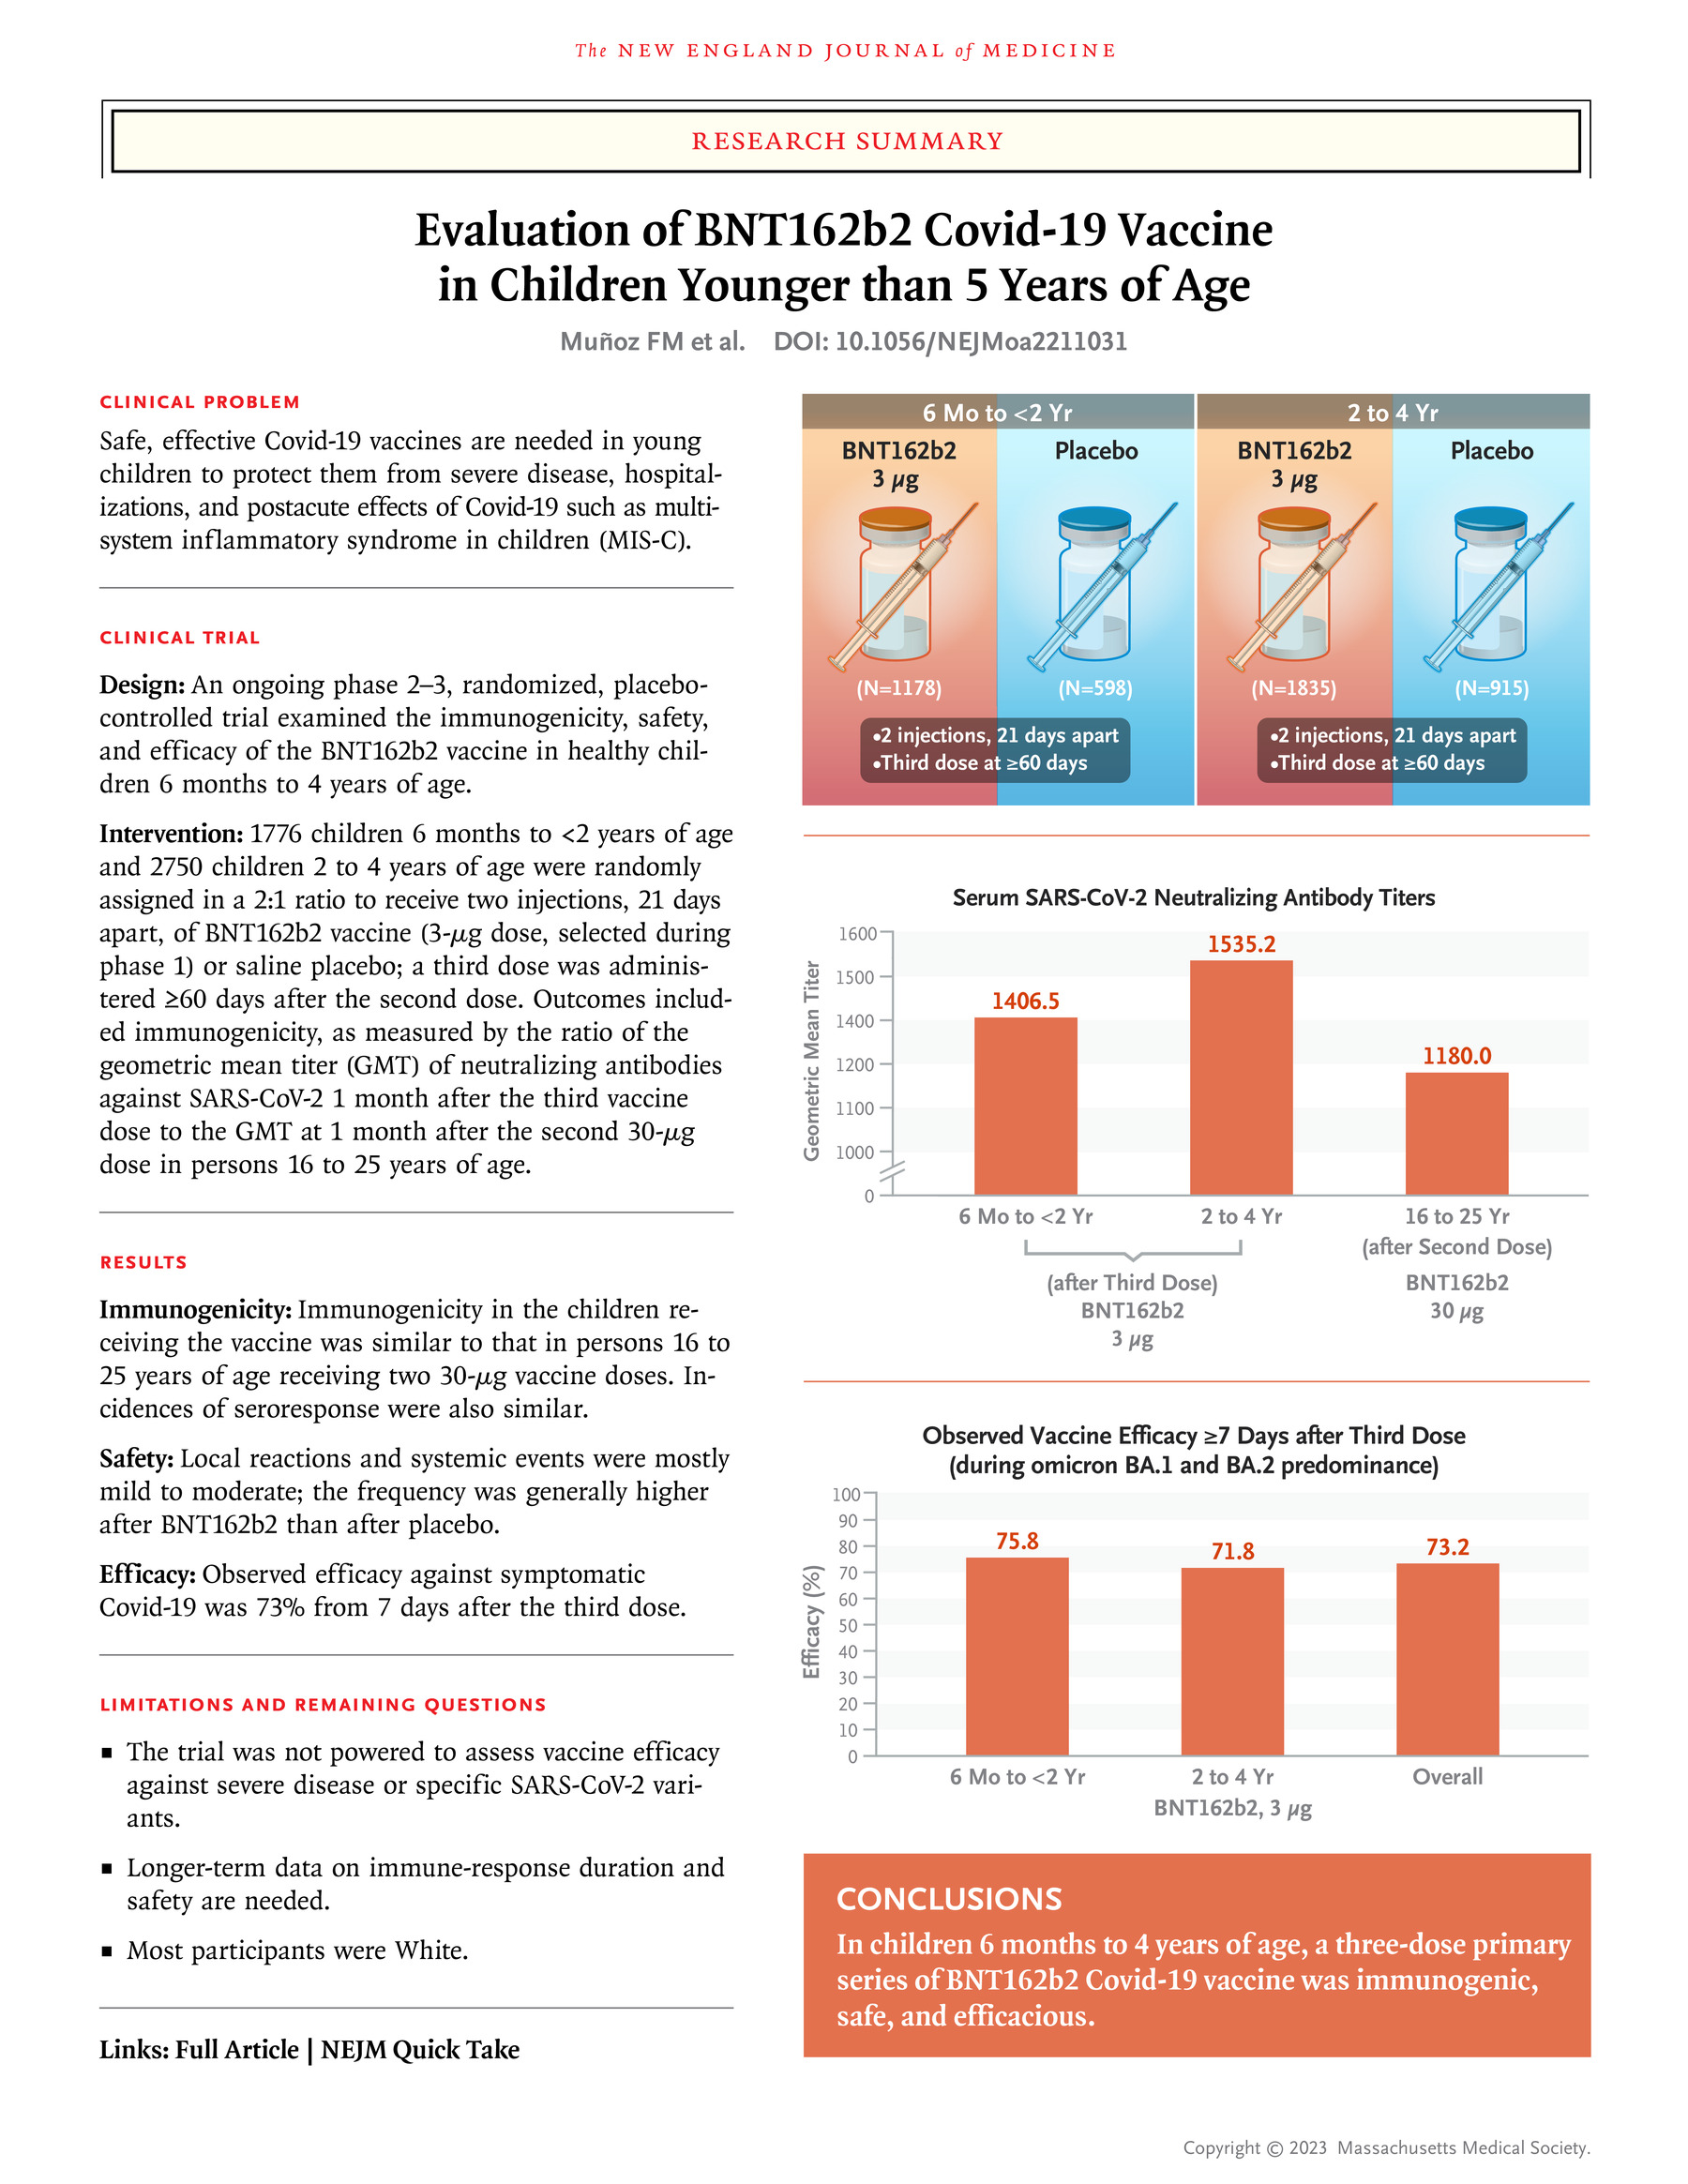 The NEW ENGLAND JOURNAL of MEDICINE
RESEARCH SUMMARY
Evaluation of BNT162b2 Covid-19 Vaccine
in Children Younger than 5 Years of Age
Muñoz FM et al. DOI: 10.1056/NEJMoa2211031
CLINICAL PROBLEM
Safe, effective Covid-19 vaccines are needed in young
children to protect them from severe disease, hospital-
izations, and postacute effects of Covid-19 such as multi-
system inflammatory syndrome in children (MIS-C).
CLINICAL TRIAL
Design: An ongoing phase 2–3, randomized, placebo-
controlled trial examined the immunogenicity, safety,
and efficacy of the BNT162b2 vaccine in healthy chil-
dren 6 months to 4 years of age.
Intervention: 1776 children 6 months to <2 years of age
and 2750 children 2 to 4 years of age were randomly
assigned in a 2:1 ratio to receive two injections, 21 days
apart, of BNT162b2 vaccine (3-μg dose, selected during
phase 1) or saline placebo; a third dose was adminis-
tered ≥60 days after the second dose. Outcomes includ-
ed immunogenicity, as measured by the ratio of the
geometric mean titer (GMT) of neutralizing antibodies
against SARS-CoV-2 1 month after the third vaccine
dose to the GMT at 1 month after the second 30-μg
dose in persons 16 to 25 years of age.
RESULTS
Immunogenicity: Immunogenicity in the children re-
ceiving the vaccine was similar to that in persons 16 to
25 years of age receiving two 30-μg vaccine doses. In-
cidences of seroresponse were also similar.
Safety: Local reactions and systemic events were mostly
mild to moderate; the frequency was generally higher
after BNT162b2 than after placebo.
Efficacy: Observed efficacy against symptomatic
Covid-19 was 73% from 7 days after the third dose.
LIMITATIONS AND REMAINING QUESTIONS
▪ The trial was not powered to assess vaccine efficacy
against severe disease or specific SARS-CoV-2 vari-
ants.
▪ Longer-term data on immune-response duration and
safety are needed.
▪ Most participants were White.
Links: Full Article | NEJM Quick Take
6 Mo to <2 Yr
2 to 4 Yr
BNT162b2
3 μg
Placebo
BNT162b2
3 μg
Placebo
(N=1178)
(N=598)
(N=1835)
(N=915)
•2 injections, 21 days apart
•Third dose at ≥60 days
•2 injections, 21 days apart
•Third dose at ≥60 days
Serum SARS-CoV-2 Neutralizing Antibody Titers
Geometric Mean Titer
1600
1500
1400
1200
1100
1000
0
1406.5
1535.2
1180.0
6 Mo to <2 Yr
2 to 4 Yr
16 to 25 Yr
(after Second Dose)
(after Third Dose)
BNT162b2
3 μg
BNT162b2
30 μg
Observed Vaccine Efficacy ≥7 Days after Third Dose
(during omicron BA.1 and BA.2 predominance)
Efficacy (%)
100
90
80
70
60
50
40
30
20
10
0
75.8
71.8
73.2
6 Mo to <2 Yr
2 to 4 Yr
Overall
BNT162b2, 3 μg
CONCLUSIONS
In children 6 months to 4 years of age, a three-dose primary
series of BNT162b2 Covid-19 vaccine was immunogenic,
safe, and efficacious.
Copyright © 2023 Massachusetts Medical Society.